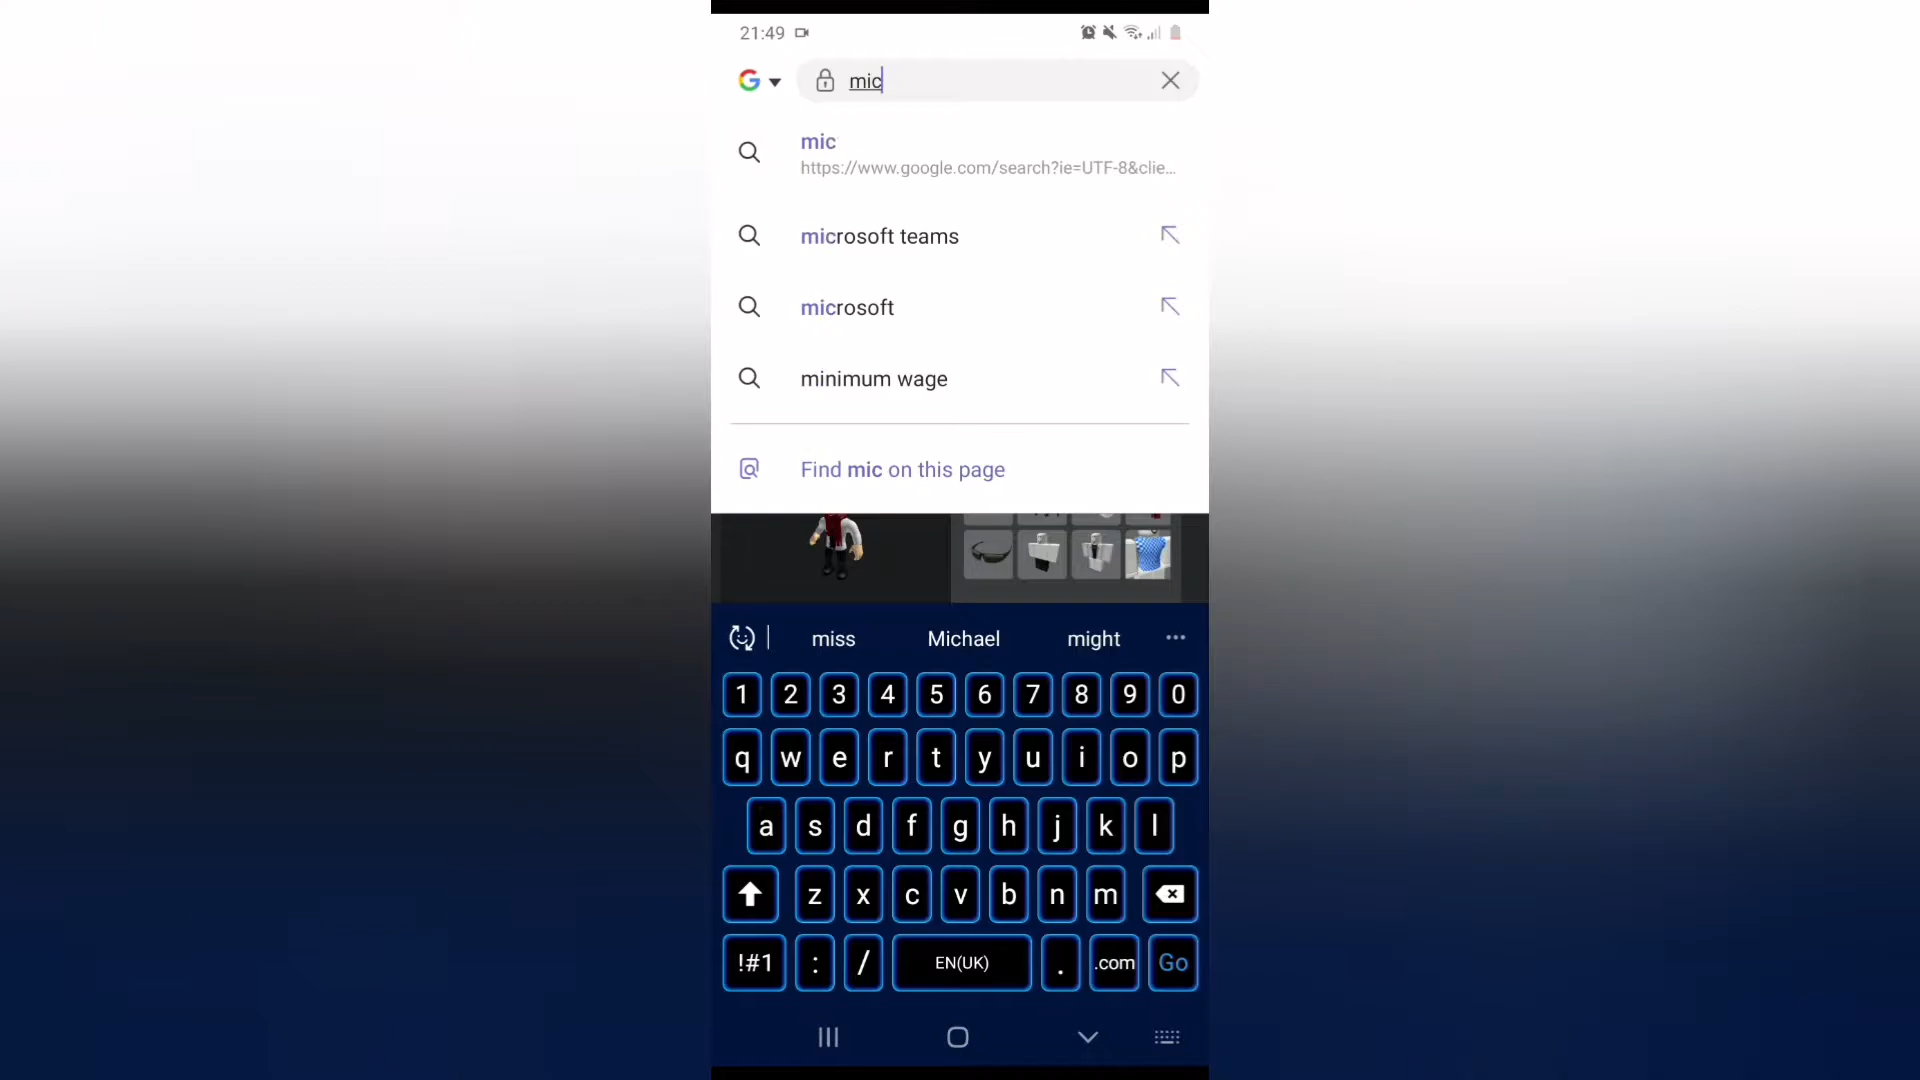 21:49
mic
mic
https://www.google.com/search?ie=UTF-8&clie...
microsoft teams
microsoft
minimum wage
Find mic on this page
miss Michael might
1 2 3 4 5 6 7 8 9 0
q w e r t y u i o p
a s d f g h j k l
z x c v b n m
!#1 : / EN(UK) . .com Go